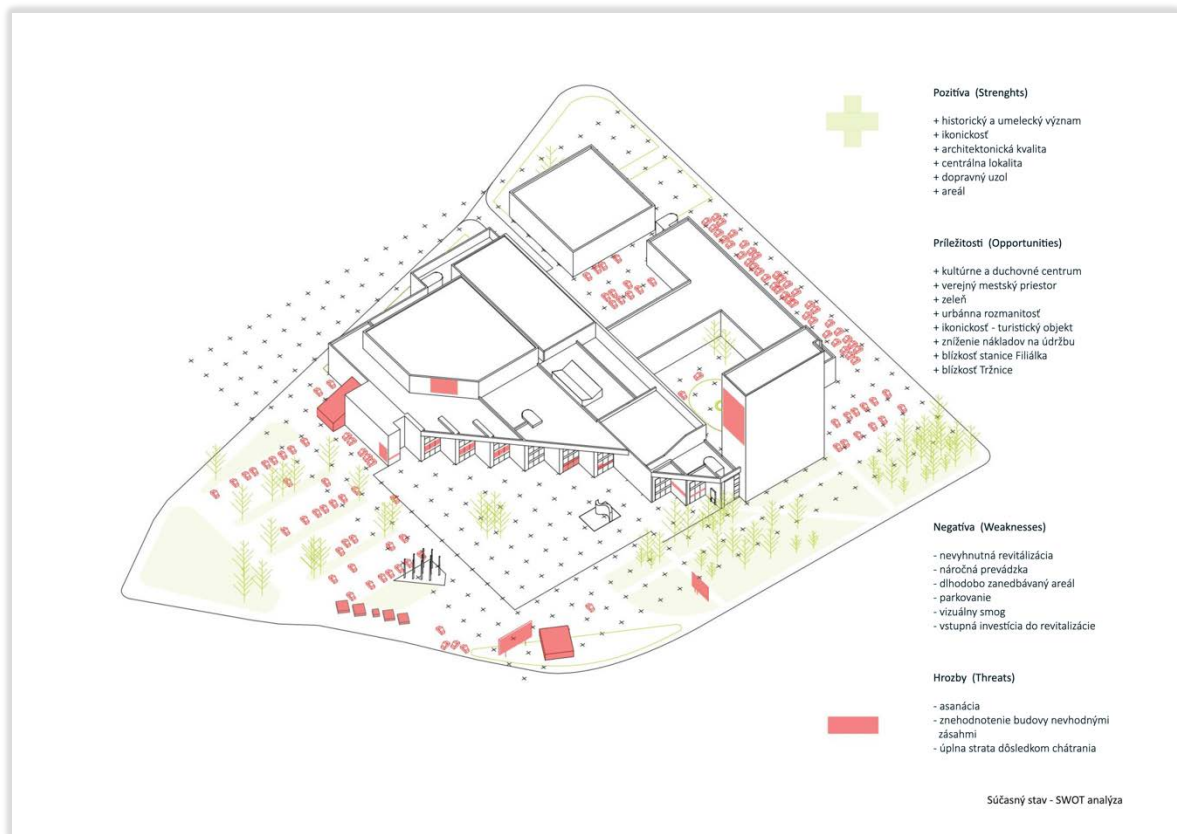 Pozitíva (Strenghts)
+ historický a umelecký význam
+ ikonickosť
+ architektonická kvalita
+ centrálna lokalita
+ dopravný uzol
+ areál
Príležitosti (Opportunities)
+ kultúrne a duchovné centrum
+ verejný mestský priestor
+ zeleň
+ urbánna rozmanitosť
+ ikonickosť - turistický objekt
+ zníženie nákladov na údržbu
+ blízkosť stanice Filiálka
+ blízkosť Tržnice
Negatíva (Weaknesses)
- nevyhnutná revitalizácia
- náročná prevádzka
- dlhodobo zanedbávaný areál
- parkovanie
- vizuálny smog
- vstupná investícia do revitalizácie
Hrozby (Threats)
- asanácia
- znehodnotenie budovy nevhodnými
zásahmi
- úplna strata dôsledkom chátrania
Súčasný stav - SWOT analýza